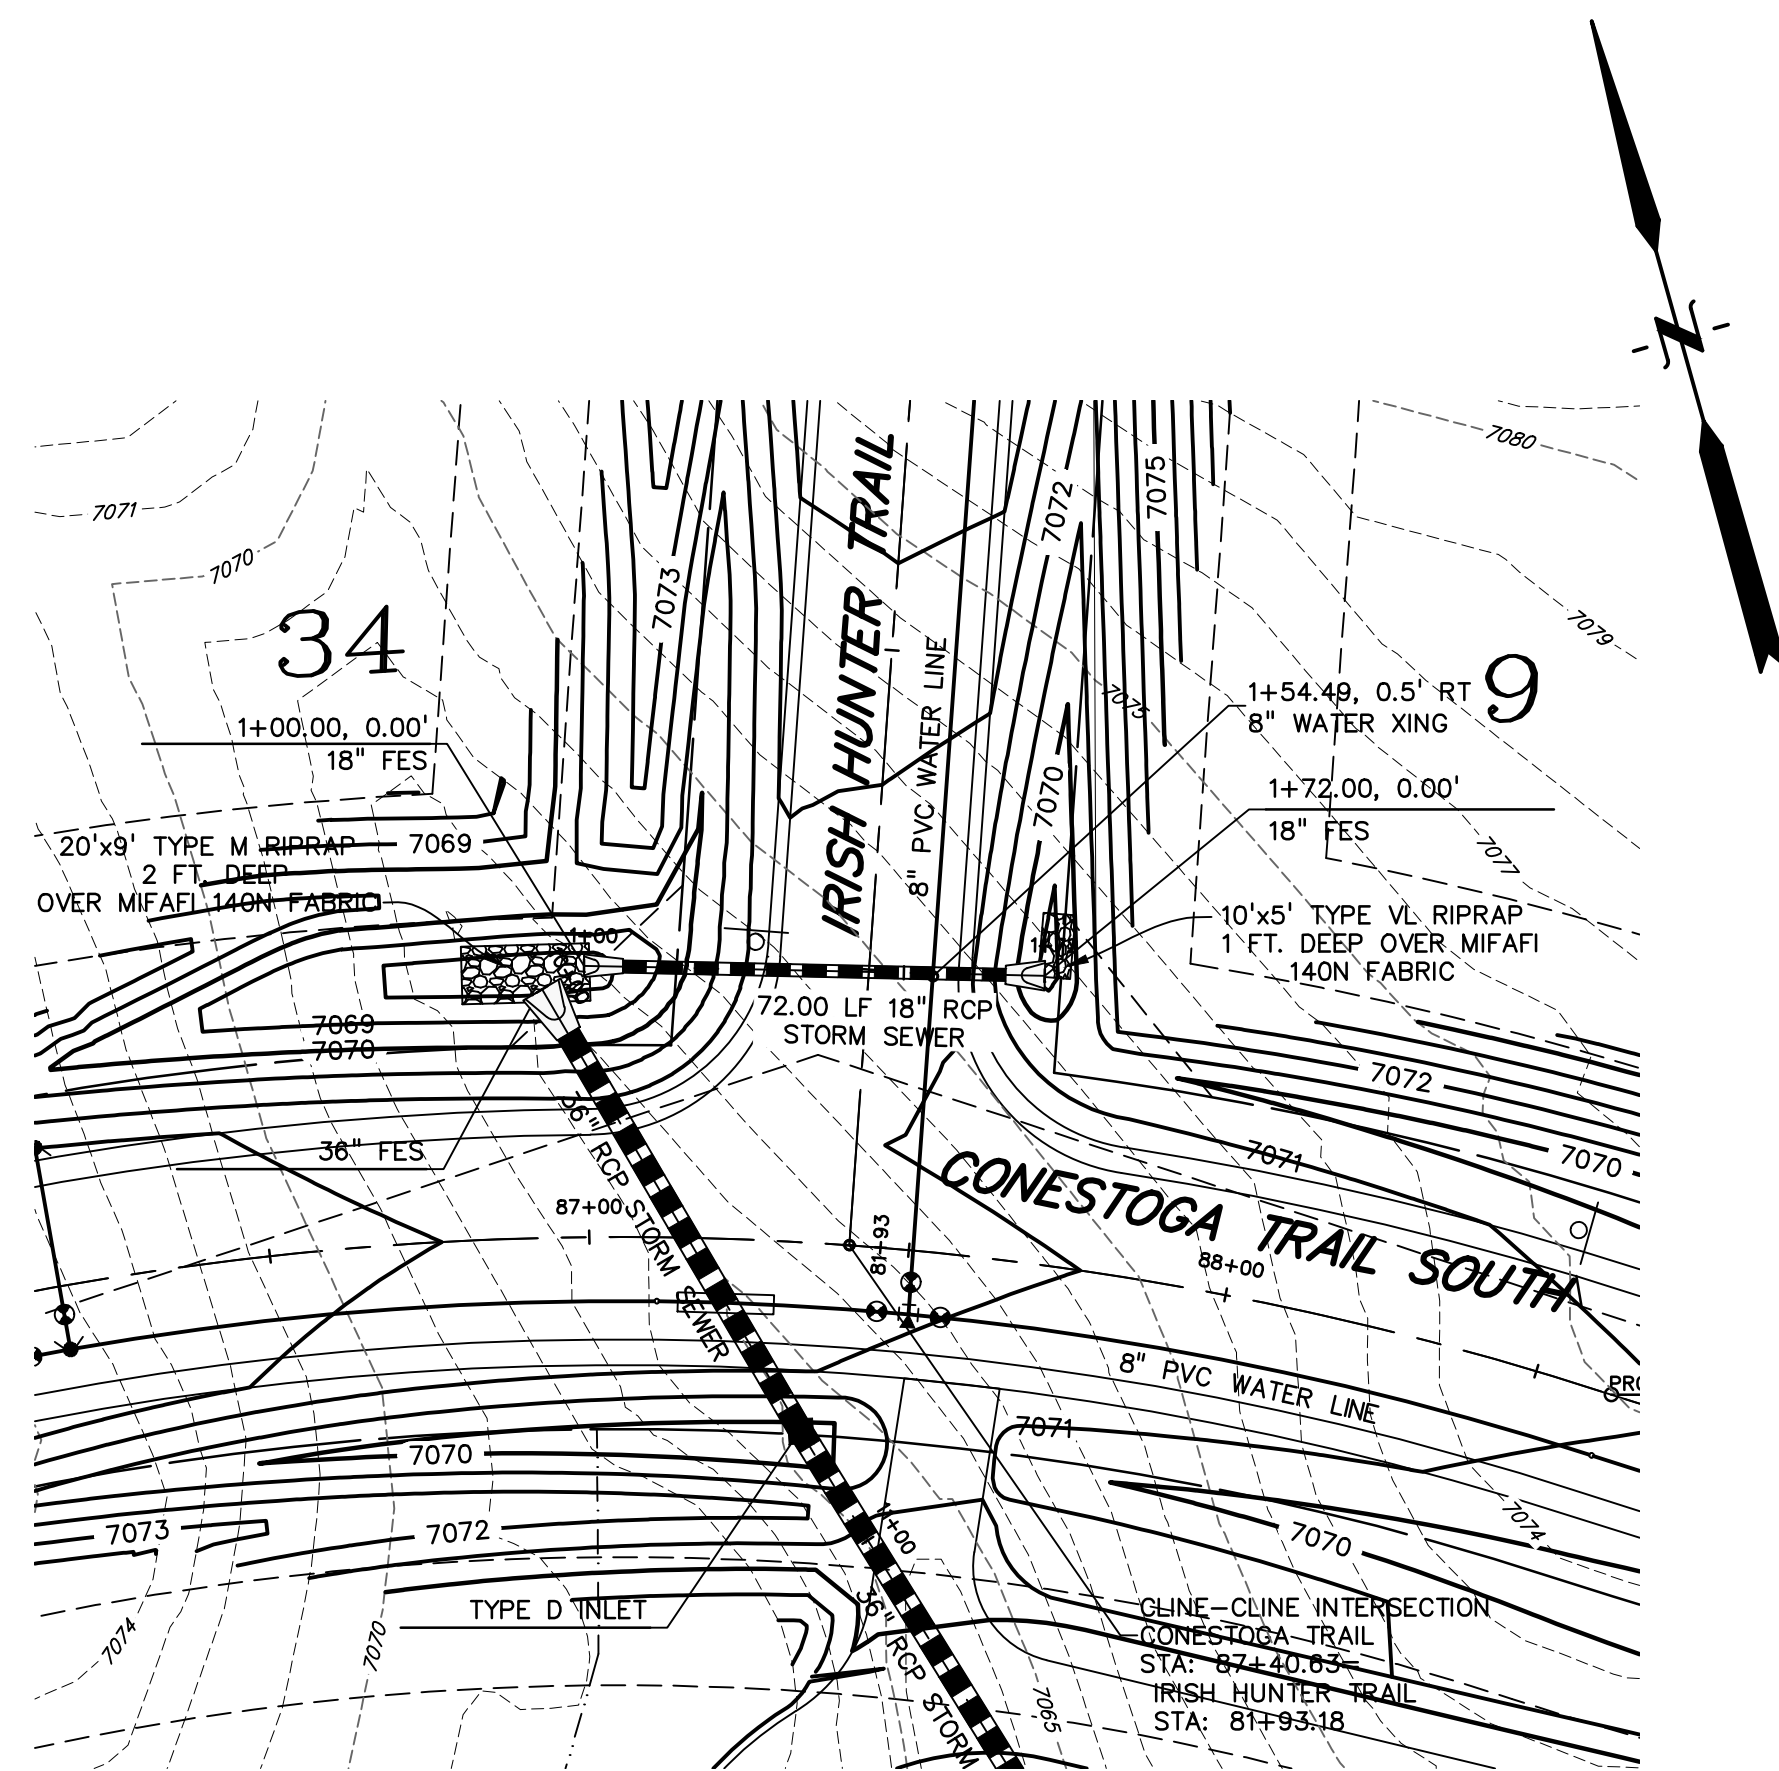 N
7080
7071
7075
7072
7070
7073
IRISH HUNTER TRAIL
34
7079
8" PVC WATER LINE
7075
9
1+54.49, 0.5' RT
8" WATER XING
1+00.00, 0.00'
18" FES
1+72.00, 0.00'
18" FES
7070
20'x9' TYPE M RIPRAP
2 FT. DEEP
OVER MIFAFI 140N FABRIC
7069
7077
10'x5' TYPE VL RIPRAP
1 FT. DEEP OVER MIFAFI
140N FABRIC
1+00
72.00 LF 18" RCP
STORM SEWER
7069
7070
7072
36" RCP STORM SEWER
36" FES
7071
7070
CONESTOGA TRAIL SOUTH
87+00
81+93
88+00
8" PVC WATER LINE
7071
7070
7073
7072
1+00
7074
7070
36" RCP STORM
TYPE D INLET
7074
7070
7065
CLINE-CLINE INTERSECTION
CONESTOGA TRAIL
STA: 87+40.63=
IRISH HUNTER TRAIL
STA: 81+93.18